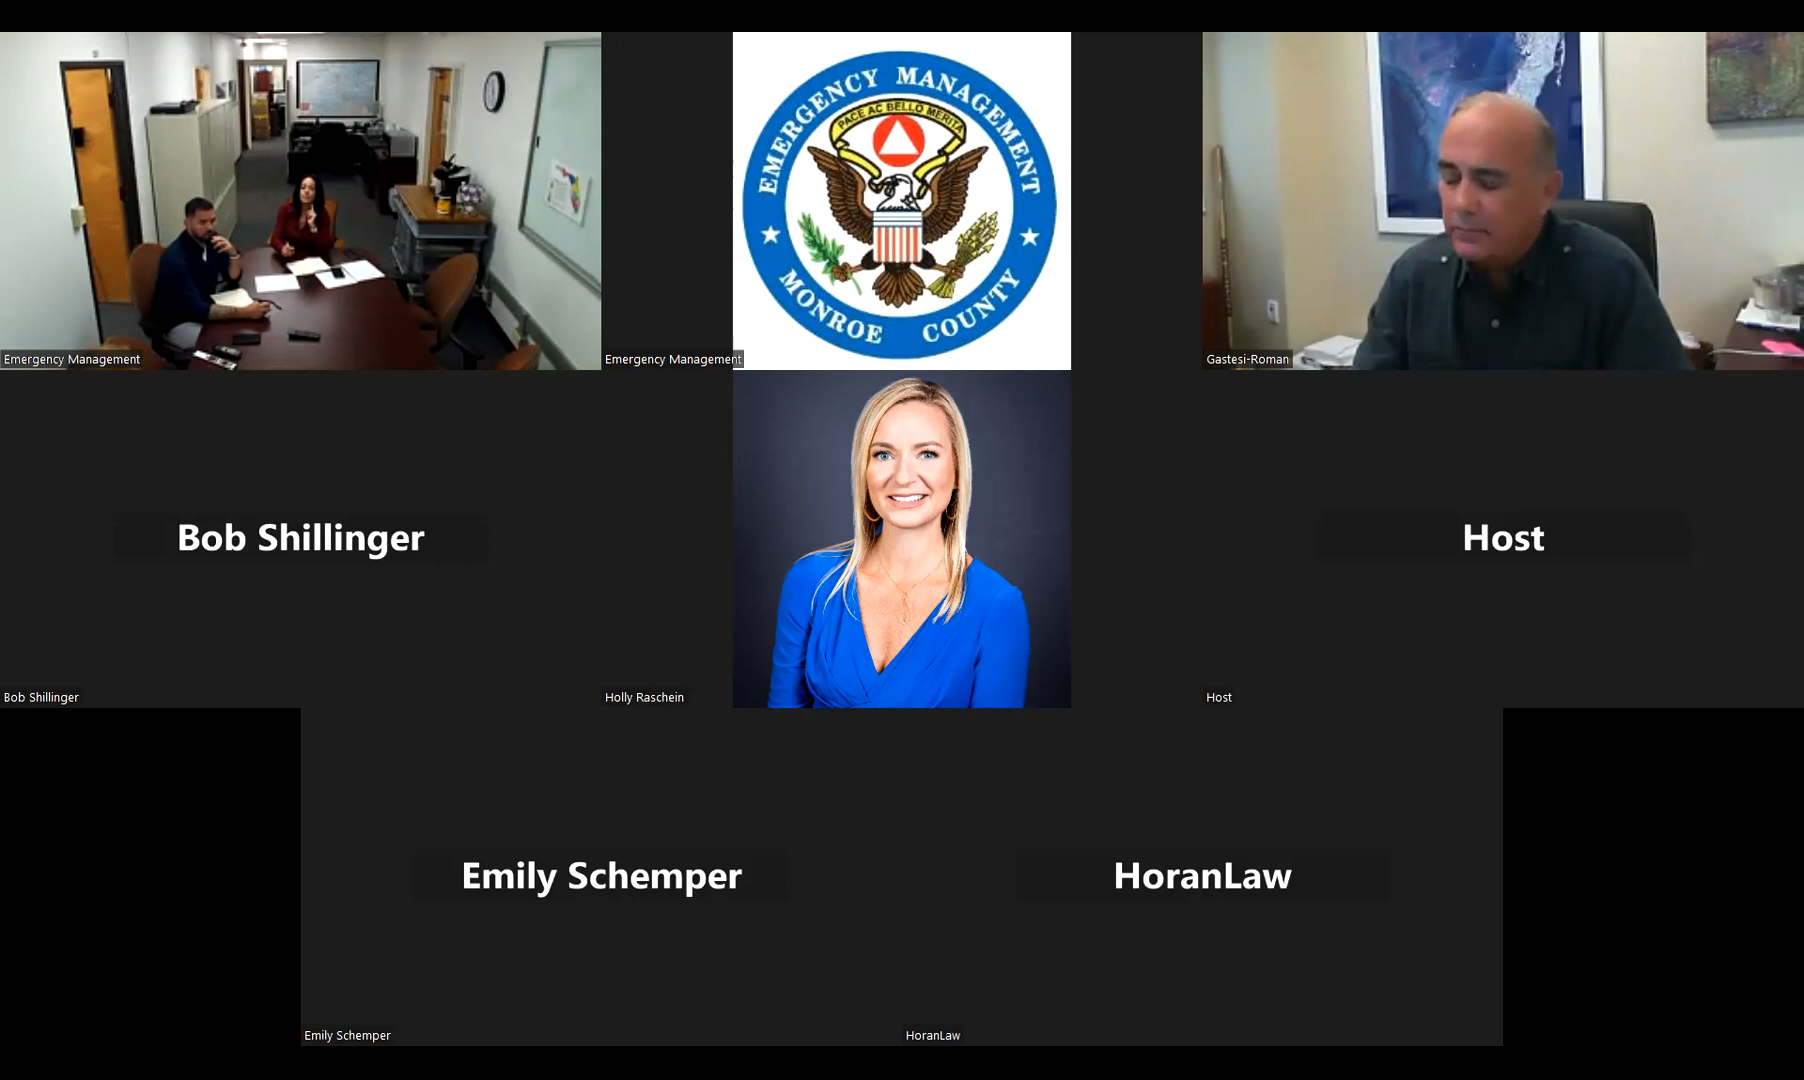 EMERGENCY MANAGEMENT
PACE AC BELLO MERITA
MONROE COUNTY
Emergency Management
Emergency Management
Gastesi-Roman
Bob Shillinger
Host
Bob Shillinger
Holly Raschein
Host
Emily Schemper
HoranLaw
Emily Schemper
HoranLaw